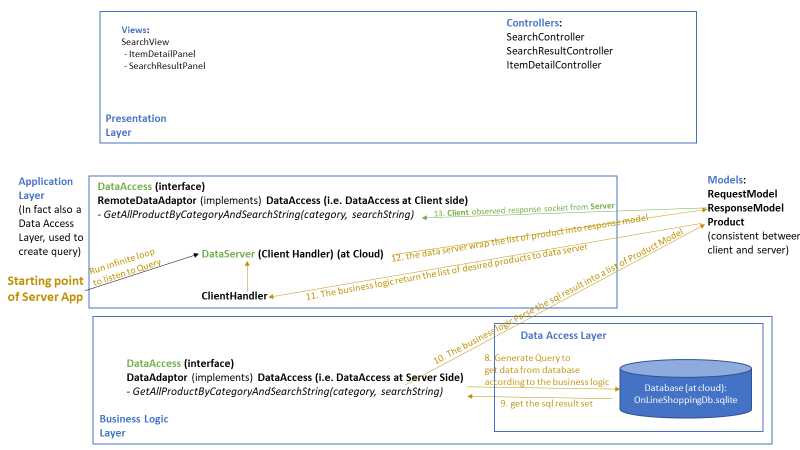 Views:
SearchView
- ItemDetailPanel
- SearchResultPanel
Controllers:
SearchController
SearchResultController
ItemDetailController
Presentation
Layer
Application
Layer
(In fact also a
Data Access
Layer, used to
create query)
DataAccess (interface)
RemoteDataAdaptor (implements) DataAccess (i.e. DataAccess at Client side)
- GetAllProductByCategoryAndSearchString(category, searchString)
13. Client observed response socket from Server
Models:
RequestModel
ResponseModel
Product
(consistent between
client and server)
Run infinite loop
to listen to Query
DataServer (Client Handler) (at Cloud)
12. the data server wrap the list of product into response model
Starting point
of Server App
ClientHandler
11. The business logic return the list of desired products to data server
10. The business logic Parse the sql result into a list of Product Model
Data Access Layer
DataAccess (interface)
DataAdaptor (implements) DataAccess (i.e. DataAccess at Server Side)
- GetAllProductByCategoryAndSearchString(category, searchString)
8. Generate Query to
get data from database
according to the business logic
9. get the sql result set
Database (at cloud):
OnLineShoppingDb.sqlite
Business Logic
Layer